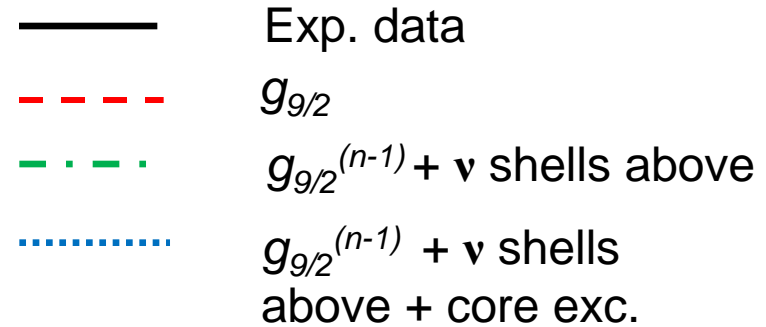 Exp. data
g9/2
g9/2(n-1) + ν shells above
g9/2(n-1) + ν shells
above + core exc.